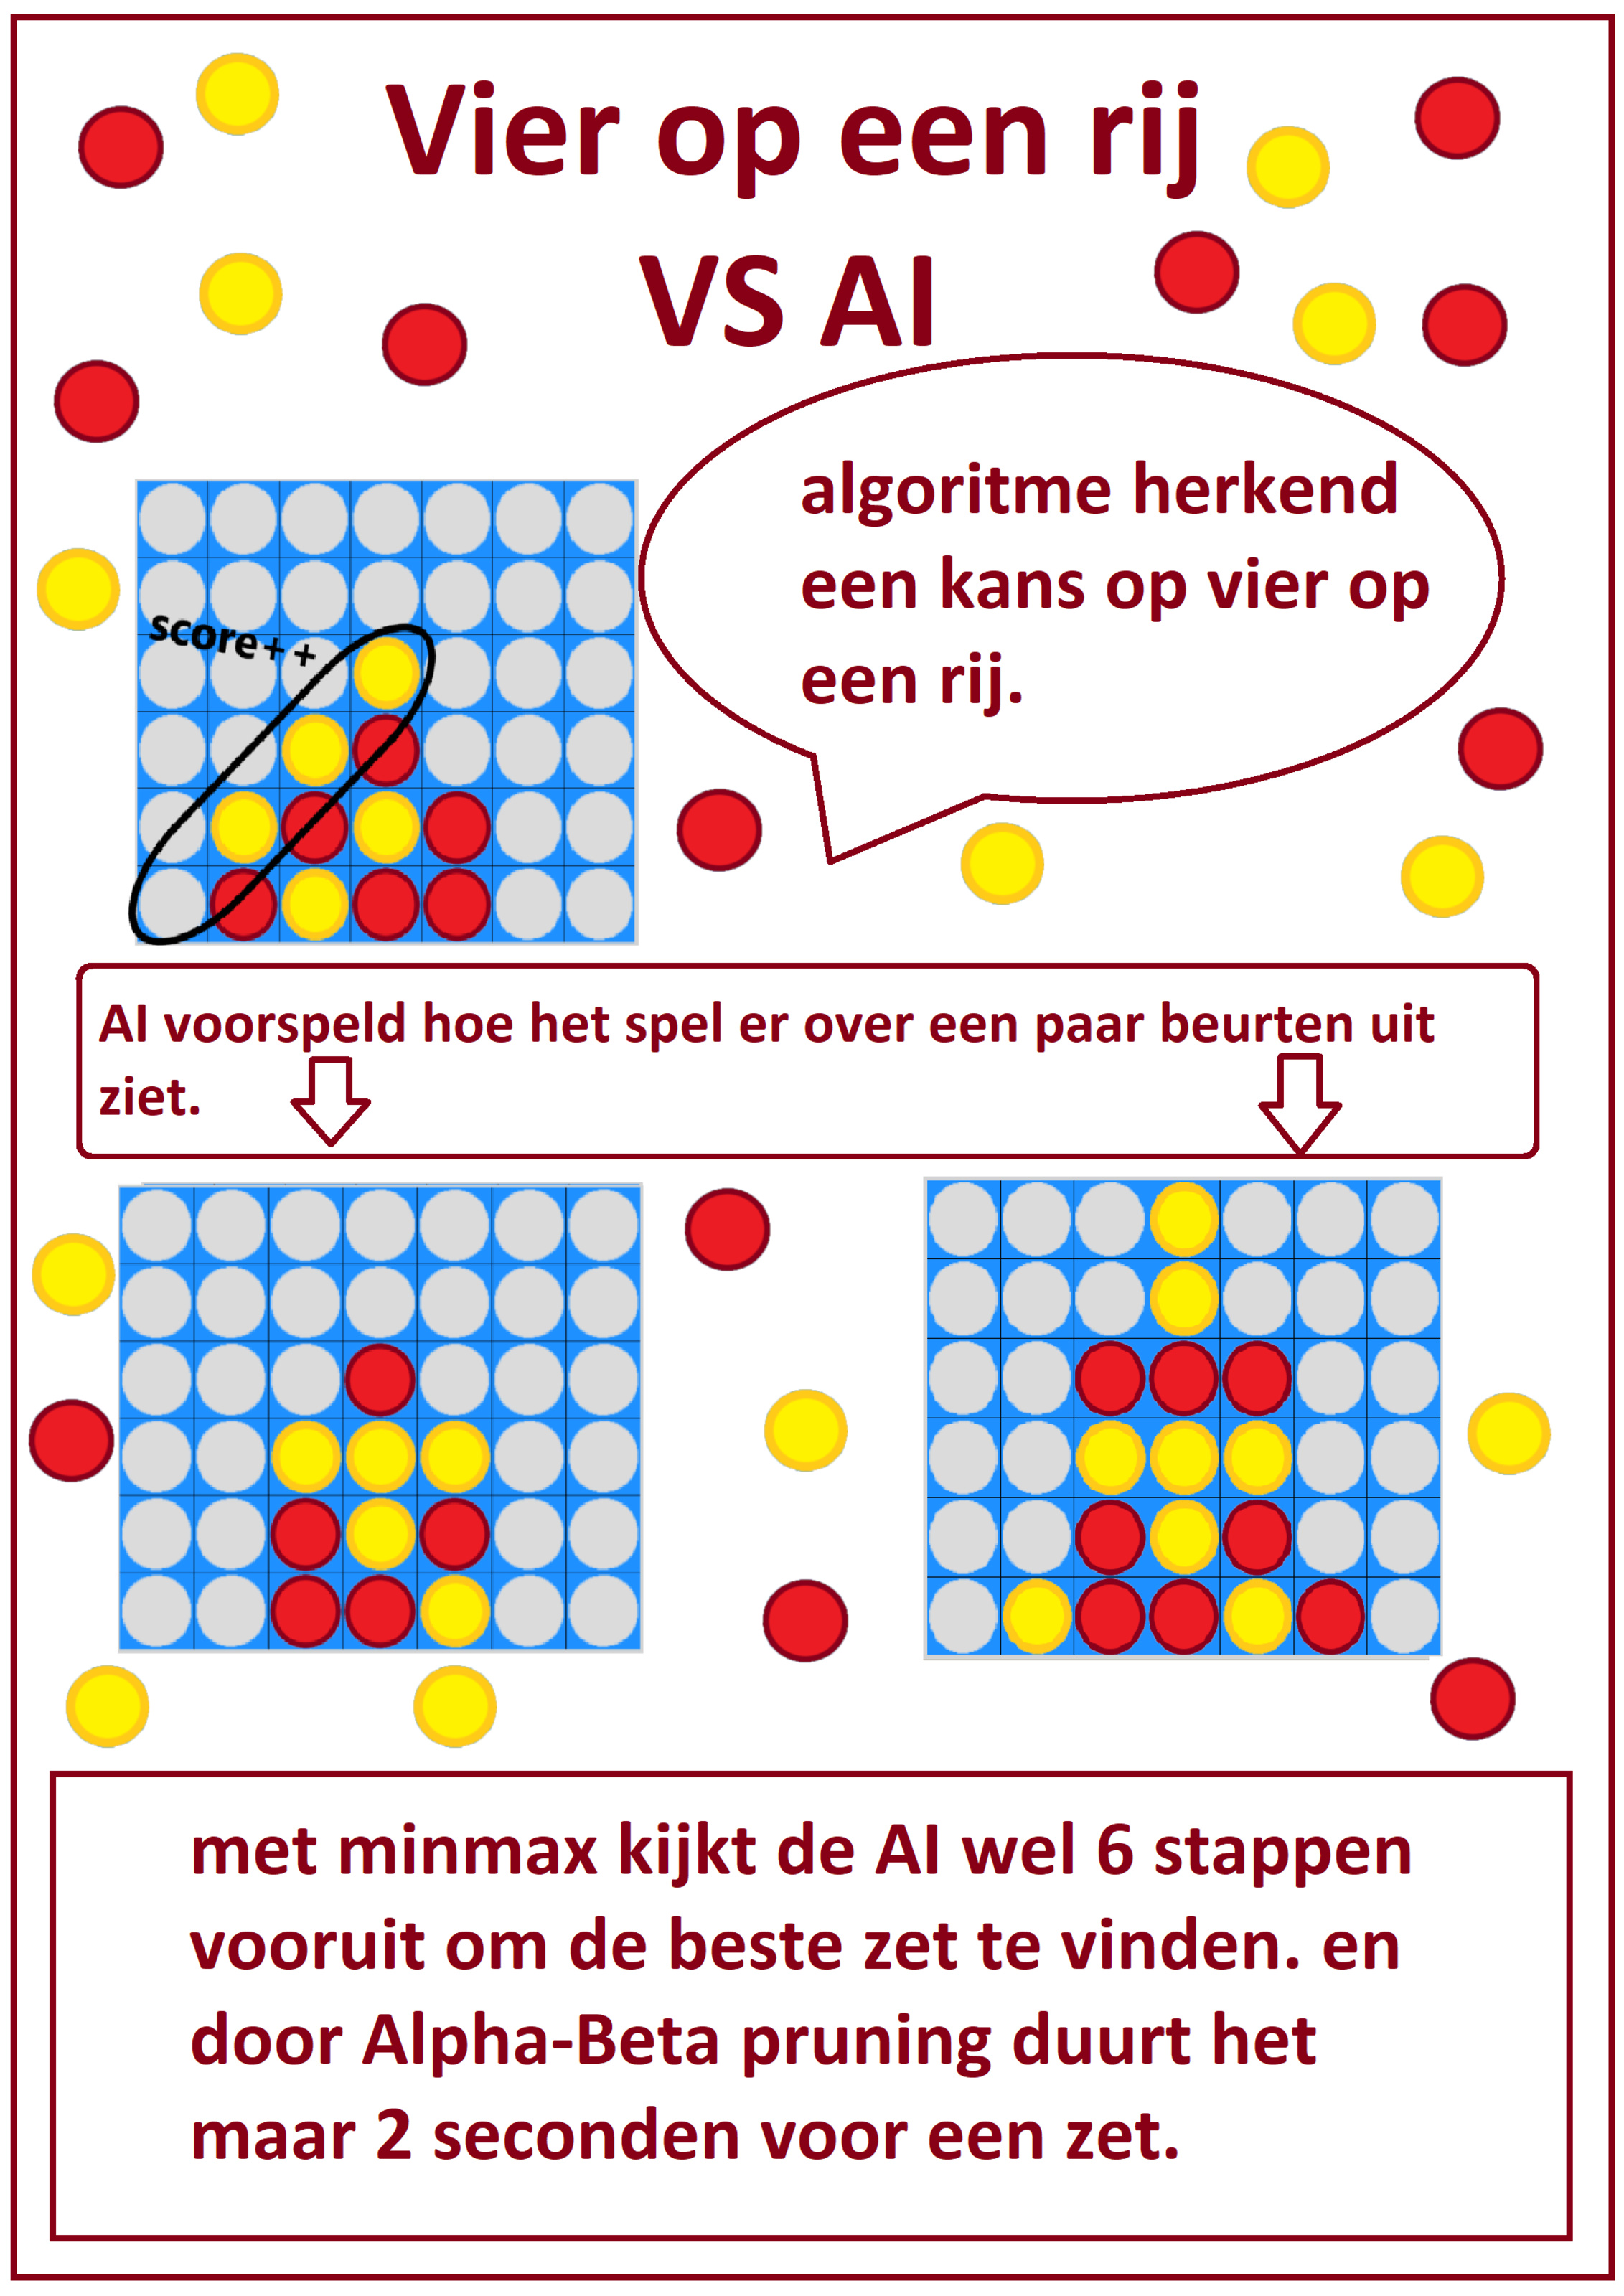 Vier op een rij
VS AI
algoritme herkend
een kans op vier op
een rij.
score++
AI voorspeld hoe het spel er over een paar beurten uit
ziet.
met minmax kijkt de AI wel 6 stappen
vooruit om de beste zet te vinden. en
door Alpha-Beta pruning duurt het
maar 2 seconden voor een zet.